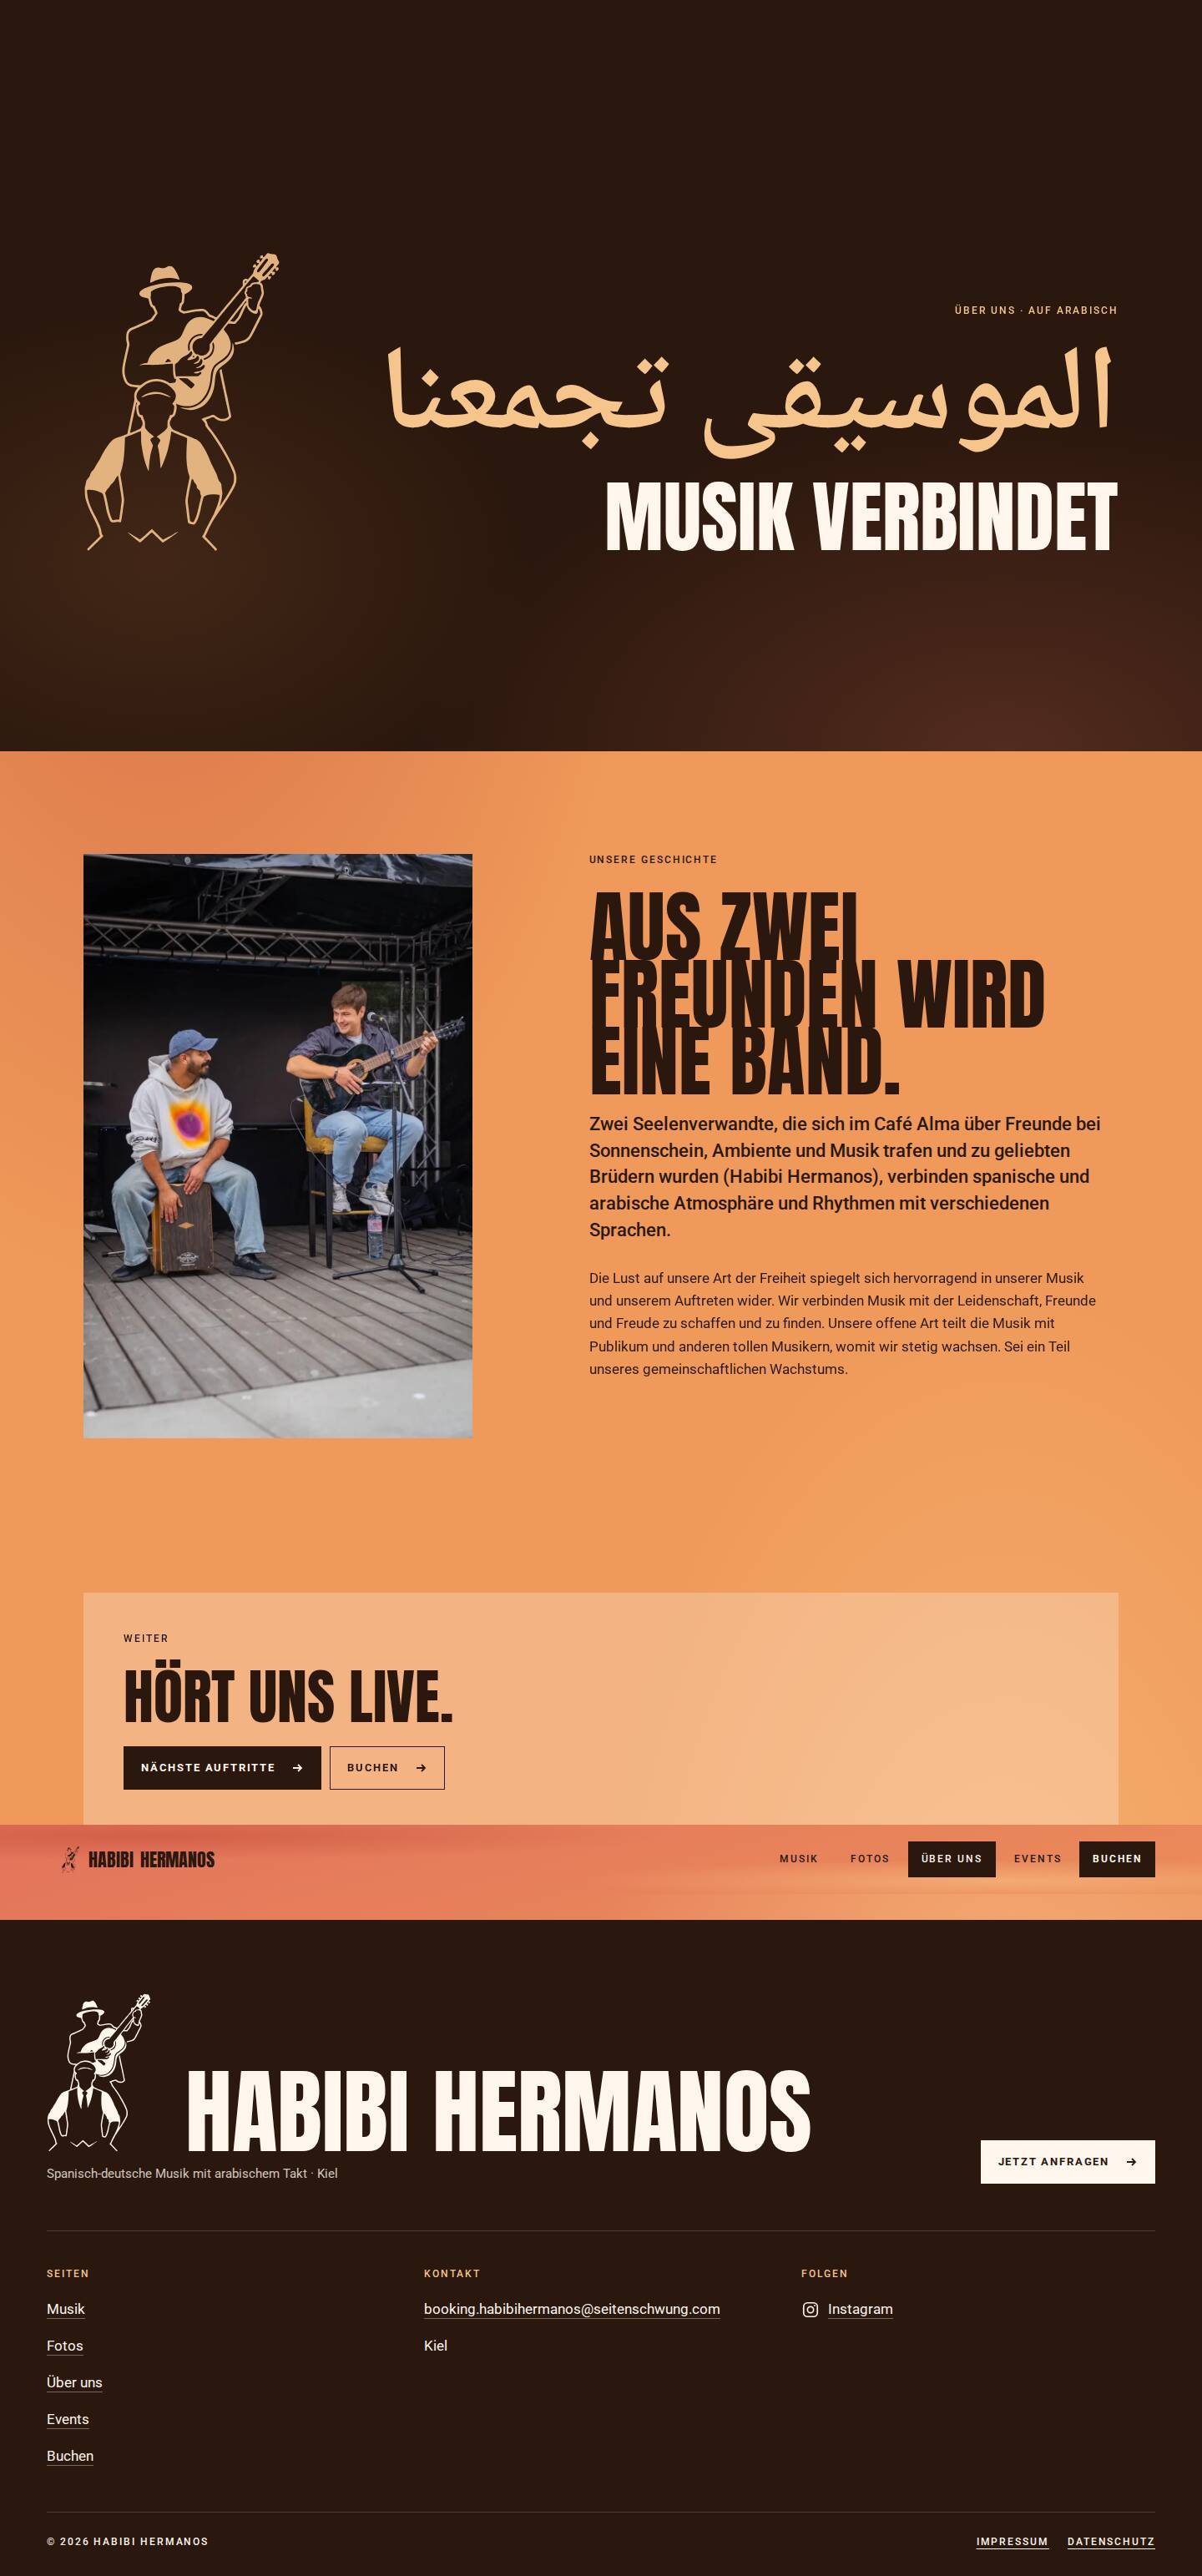 ÜBER UNS · AUF ARABISCH
الموسيقى تجمعنا
MUSIK VERBINDET
UNSERE GESCHICHTE
AUS ZWEI
FREUNDEN WIRD
EINE BAND.
Zwei Seelenverwandte, die sich im Café Alma über Freunde bei
Sonnenschein, Ambiente und Musik trafen und zu geliebten
Brüdern wurden (Habibi Hermanos), verbinden spanische und
arabische Atmosphäre und Rhythmen mit verschiedenen
Sprachen.
Die Lust auf unsere Art der Freiheit spiegelt sich hervorragend in unserer Musik
und unserem Auftreten wider. Wir verbinden Musik mit der Leidenschaft, Freunde
und Freude zu schaffen und zu finden. Unsere offene Art teilt die Musik mit
Publikum und anderen tollen Musikern, womit wir stetig wachsen. Sei ein Teil
unseres gemeinschaftlichen Wachstums.
WEITER
HÖRT UNS LIVE.
NÄCHSTE AUFTRITTE →
BUCHEN →
HABIBI HERMANOS
MUSIK
FOTOS
ÜBER UNS
EVENTS
BUCHEN
HABIBI HERMANOS
Spanisch-deutsche Musik mit arabischem Takt · Kiel
JETZT ANFRAGEN →
SEITEN
Musik
Fotos
Über uns
Events
Buchen
KONTAKT
booking.habibihermanos@seitenschwung.com
Kiel
FOLGEN
Instagram
© 2026 HABIBI HERMANOS
IMPRESSUM
DATENSCHUTZ